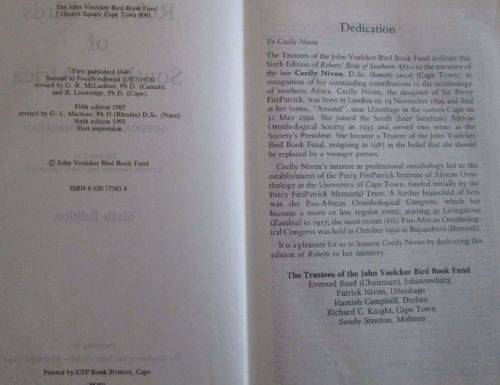 The John Voelcker Bird Book Fund
5 Church Square Cape Town 8001
First published 1940
Second to Fourth editions (1957-1978)
revised by G. R. McLachlan, Ph D (Cantab)
and R. Liversidge, Ph D. (Cape).
Fifth edition 1985
revised by G. L. Maclean, Ph D (Rhodes) D.Sc. (Natal)
Sixth edition 1993
First impression
© John Voelcker Bird Book Fund
ISBN 0 620 17583 4
Printed by CTP Book Printers, Cape
Dedication
To Cecily Niven
The Trustees of the John Voelcker Bird Book Fund dedicate this
Sixth Edition of Roberts' Birds of Southern Africa to the memory of
the late Cecily Niven, D.Sc. (honoris causa) (Cape Town), in
recognition of her outstanding contributions to the ornithology
of southern Africa. Cecily Niven, the daughter of Sir Percy
FitzPatrick, was born in London on 19 November 1899 and died
at her home, "Amanzi", near Uitenhage in the eastern Cape on
31 May 1992. She joined the South (later Southern) African
Ornithological Society in 1935 and served two terms as the
Society's President. She became a Trustee of the John Voelcker
Bird Book Fund, resigning in 1987 in the belief that she should
be replaced by a younger person.
Cecily Niven's interest in professional ornithology led to the
establishment of the Percy FitzPatrick Institute of African Orni-
thology at the University of Cape Town, funded initially by the
Percy FitzPatrick Memorial Trust. A further brainchild of hers
was the Pan-African Ornithological Congress, which has
become a more or less regular event, starting in Livingstone
(Zambia) in 1957; the most recent (8th) Pan-African Ornitholog-
ical Congress was held in October 1992 in Bujumbura (Burundi).
It is a pleasure for us to honour Cecily Niven by dedicating this
edition of Roberts to her memory.
The Trustees of the John Voelcker Bird Book Fund
Everard Read (Chairman), Johannesburg
Patrick Niven, Uitenhage
Hamish Campbell, Durban
Richard C. Knight, Cape Town
Sandy Stretton, Molteno